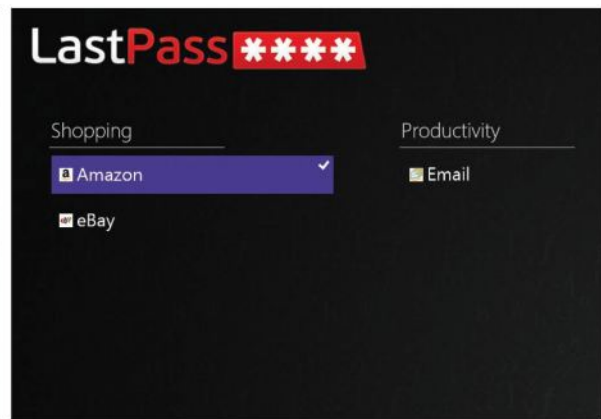 LastPass ****
Shopping
Amazon
eBay
Productivity
Email